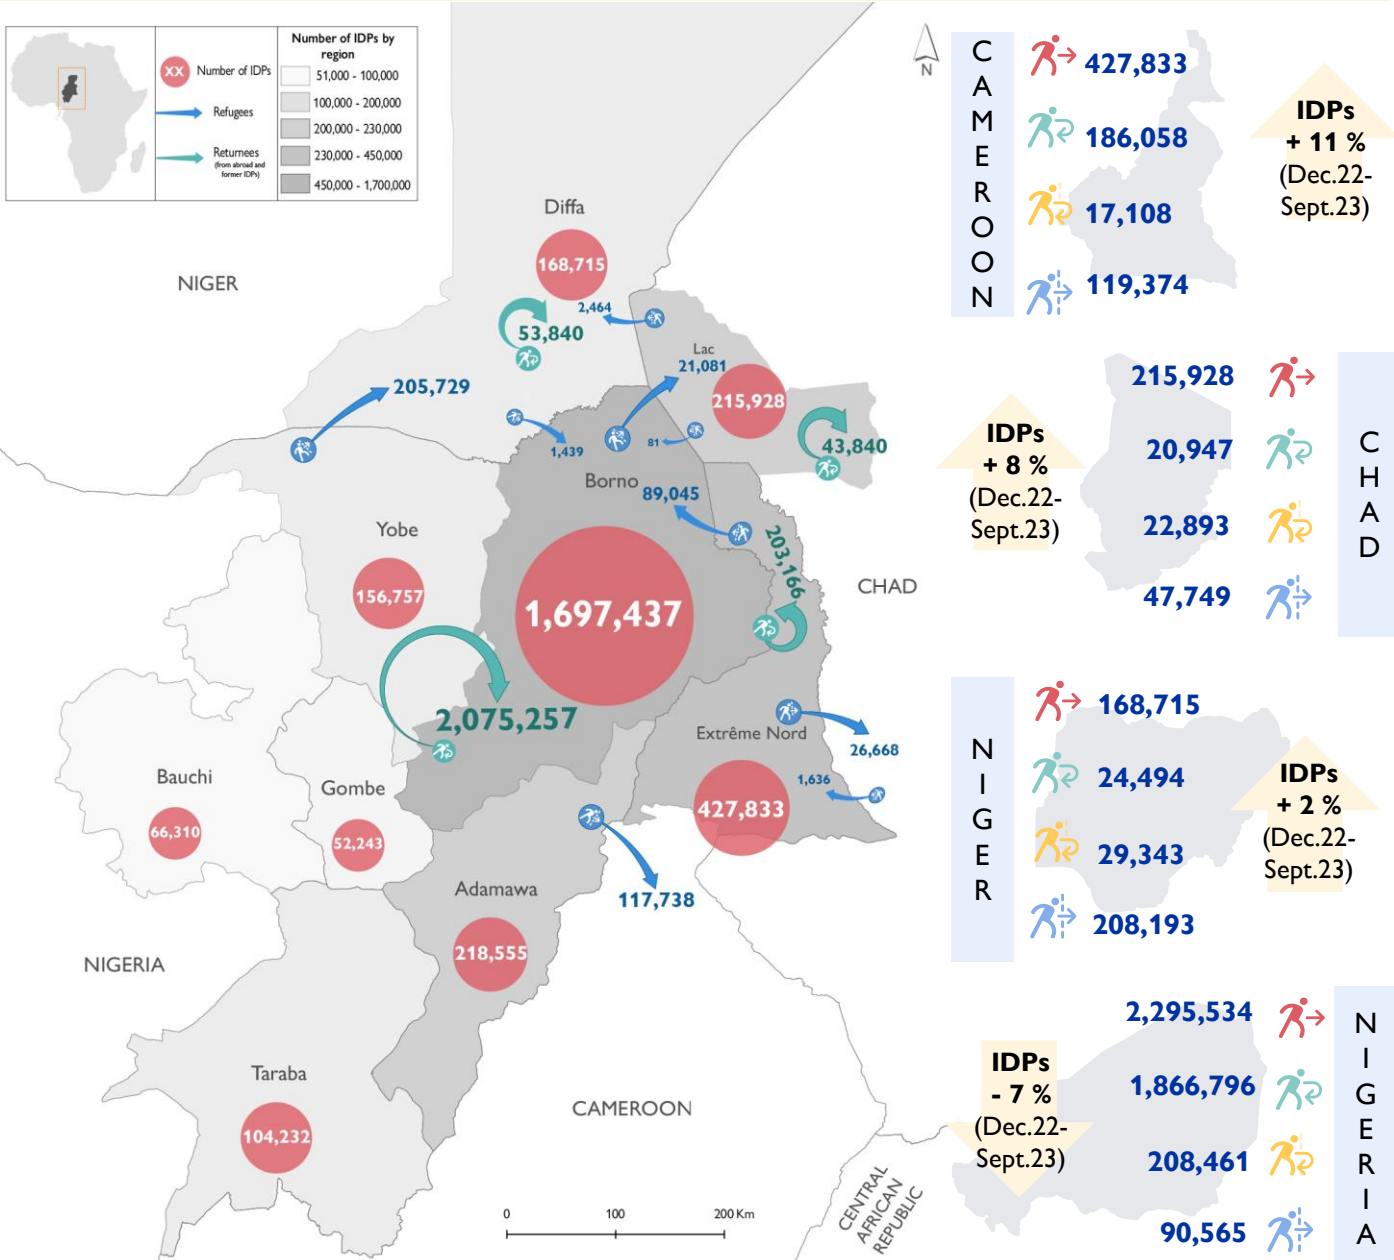 XX
Number of IDPs
Refugees
Returnees
(from abroad and
former IDPs)
Number of IDPs by
region
51,000 - 100,000
100,000 - 200,000
200,000 - 230,000
230,000 - 450,000
450,000 - 1,700,000
N
NIGER
Diffa
168,715
2,464
53,840
205,729
1,439
Lac
21,081
215,928
81
43,840
Borno
89,045
203,166
1,697,437
CHAD
Yobe
156,757
2,075,257
Extrême Nord
26,668
1,636
427,833
Bauchi
66,310
Gombe
52,243
117,738
Adamawa
218,555
NIGERIA
Taraba
104,232
CAMEROON
CENTRAL
AFRICAN
REPUBLIC
0 100 200 Km
CAMEROON
427,833
186,058
17,108
119,374
IDPs
+ 11 %
(Dec.22-
Sept.23)
CHAD
215,928
20,947
22,893
47,749
IDPs
+ 8 %
(Dec.22-
Sept.23)
NIGER
168,715
24,494
29,343
208,193
IDPs
+ 2 %
(Dec.22-
Sept.23)
NIGERIA
2,295,534
1,866,796
208,461
90,565
IDPs
- 7 %
(Dec.22-
Sept.23)